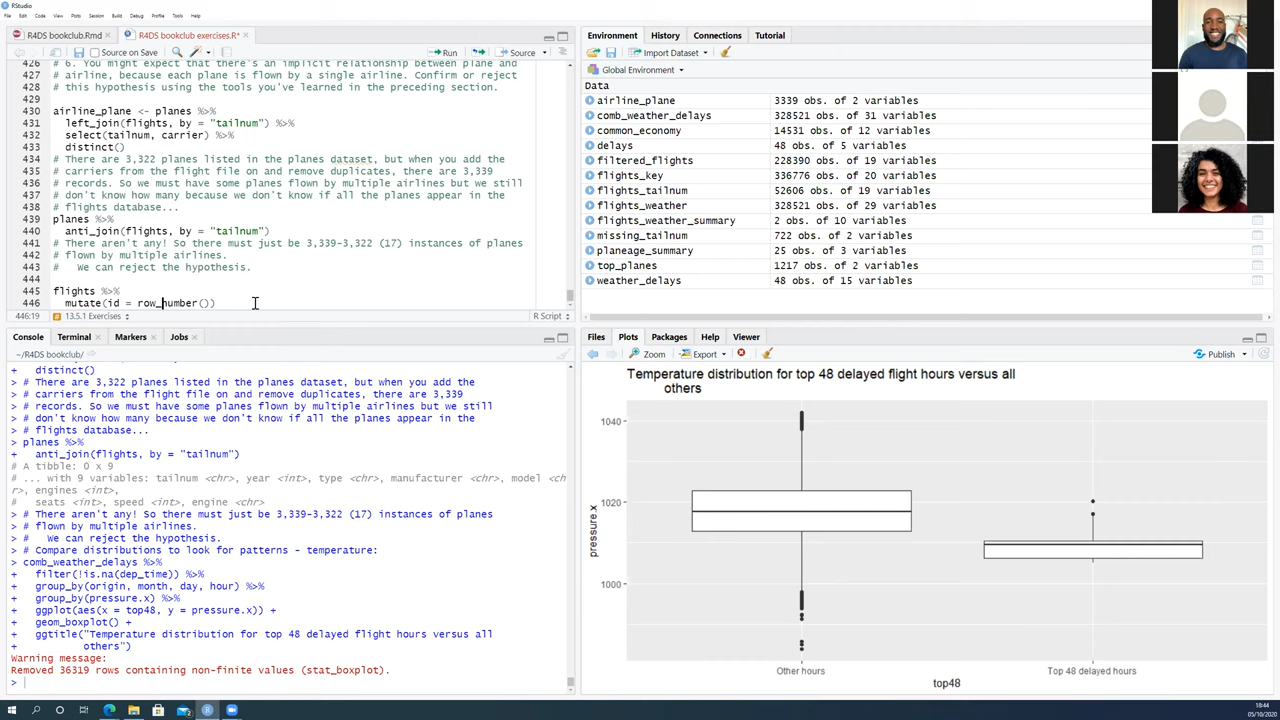 RStudio
File Edit Code View Plots Session Build Debug Profile Tools Help
R4DS bookclub.Rmd × R4DS bookclub exercises.R* ×
Source on Save Run Source
426 # 6. You might expect that there's an implicit relationship between plane and
427 # airline, because each plane is flown by a single airline. Confirm or reject
428 # this hypothesis using the tools you've learned in the preceding section.
429
430 airline_plane <- planes %>%
431 left_join(flights, by = "tailnum") %>%
432 select(tailnum, carrier) %>%
433 distinct()
434 # There are 3,322 planes listed in the planes dataset, but when you add the
435 # carriers from the flight file on and remove duplicates, there are 3,339
436 # records. So we must have some planes flown by multiple airlines but we still
437 # don't know how many because we don't know if all the planes appear in the
438 # flights database...
439 planes %>%
440 anti_join(flights, by = "tailnum")
441 # There aren't any! So there must just be 3,339-3,322 (17) instances of planes
442 # flown by multiple airlines.
443 # We can reject the hypothesis.
444
445 flights %>%
446 mutate(id = row_number())
446:19 # 13.5.1 Exercises R Script
Console Terminal × Markers × Jobs ×
~/R4DS bookclub/
+ distinct()
> # There are 3,322 planes listed in the planes dataset, but when you add the
> # carriers from the flight file on and remove duplicates, there are 3,339
> # records. So we must have some planes flown by multiple airlines but we still
> # don't know how many because we don't know if all the planes appear in the
> # flights database...
> planes %>%
+ anti_join(flights, by = "tailnum")
# A tibble: 0 x 9
# ... with 9 variables: tailnum <chr>, year <int>, type <chr>, manufacturer <chr>, model <ch
r>, engines <int>,
# seats <int>, speed <int>, engine <chr>
> # There aren't any! So there must just be 3,339-3,322 (17) instances of planes
> # flown by multiple airlines.
> # We can reject the hypothesis.
> # Compare distributions to look for patterns - temperature:
> comb_weather_delays %>%
+ filter(!is.na(dep_time)) %>%
+ group_by(origin, month, day, hour) %>%
+ group_by(pressure.x) %>%
+ ggplot(aes(x = top48, y = pressure.x)) +
+ geom_boxplot() +
+ ggtitle("Temperature distribution for top 48 delayed flight hours versus all
+ others")
Warning message:
Removed 36319 rows containing non-finite values (stat_boxplot).
>
Environment History Connections Tutorial
Import Dataset
Global Environment
Data
airline_plane 3339 obs. of 2 variables
comb_weather_delays 328521 obs. of 31 variables
common_economy 14531 obs. of 12 variables
delays 48 obs. of 5 variables
filtered_flights 228390 obs. of 19 variables
flights_key 336776 obs. of 20 variables
flights_tailnum 52606 obs. of 19 variables
flights_weather 328521 obs. of 29 variables
flights_weather_summary 2 obs. of 10 variables
missing_tailnum 722 obs. of 2 variables
planeage_summary 25 obs. of 3 variables
top_planes 1217 obs. of 2 variables
weather_delays 48 obs. of 15 variables
Files Plots Packages Help Viewer
Zoom Export Publish
Temperature distribution for top 48 delayed flight hours versus all
others
1040
1020
1000
pressure.x
Other hours Top 48 delayed hours
top48
18:44
05/10/2020